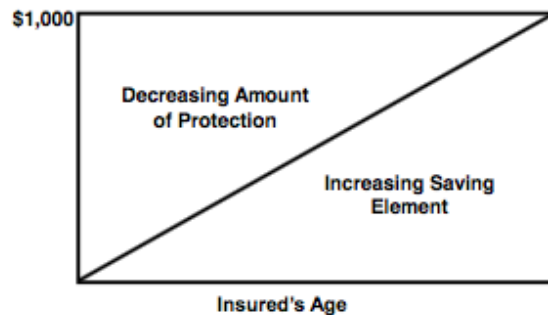 $1,000
Decreasing Amount
of Protection
Increasing Saving
Element
Insured's Age